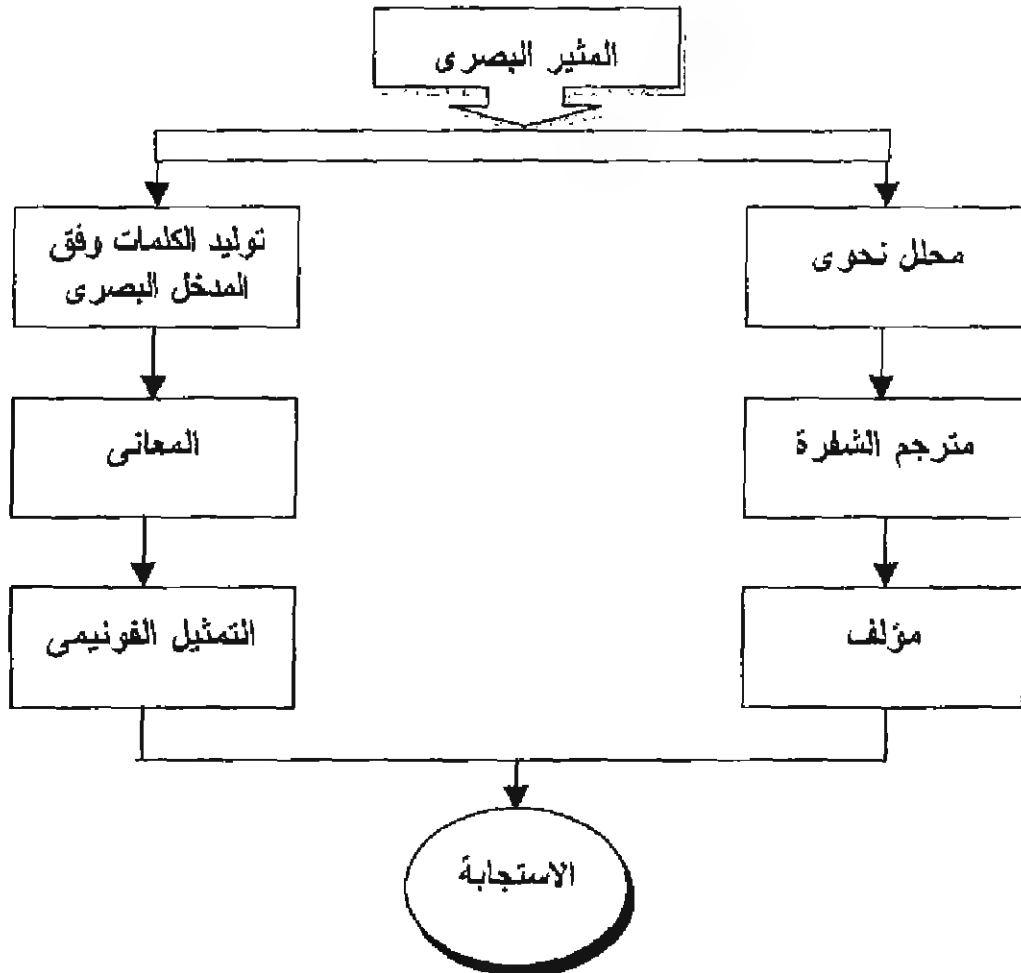 المثير البصرى
محلل نحوى
توليد الكلمات وفق
المدخل البصرى
مترجم الشفرة
المعانى
مؤلف
التمثيل الفونيمى
الاستجابة